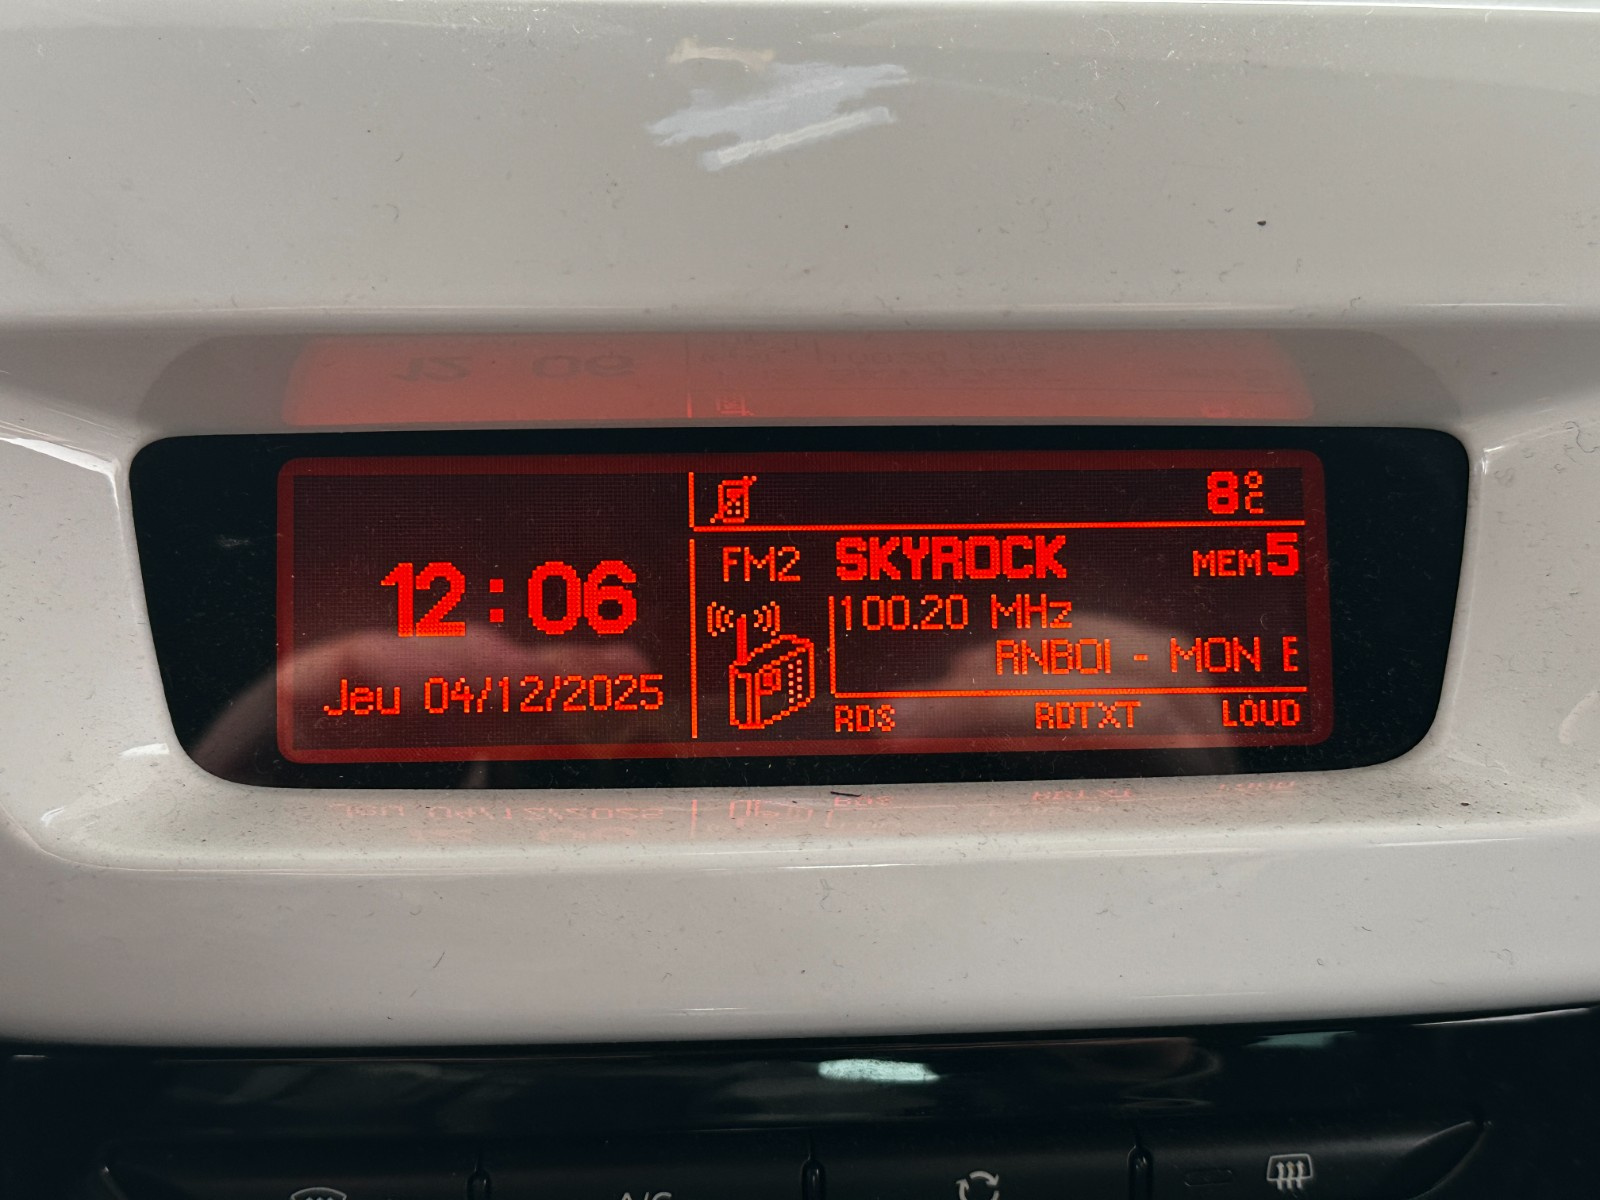 8°C
12:06
Jeu 04/12/2025
FM2 SKYROCK MEM5
100.20 MHz
RNBOI - MON E
RDS RDTXT LOUD
A/C